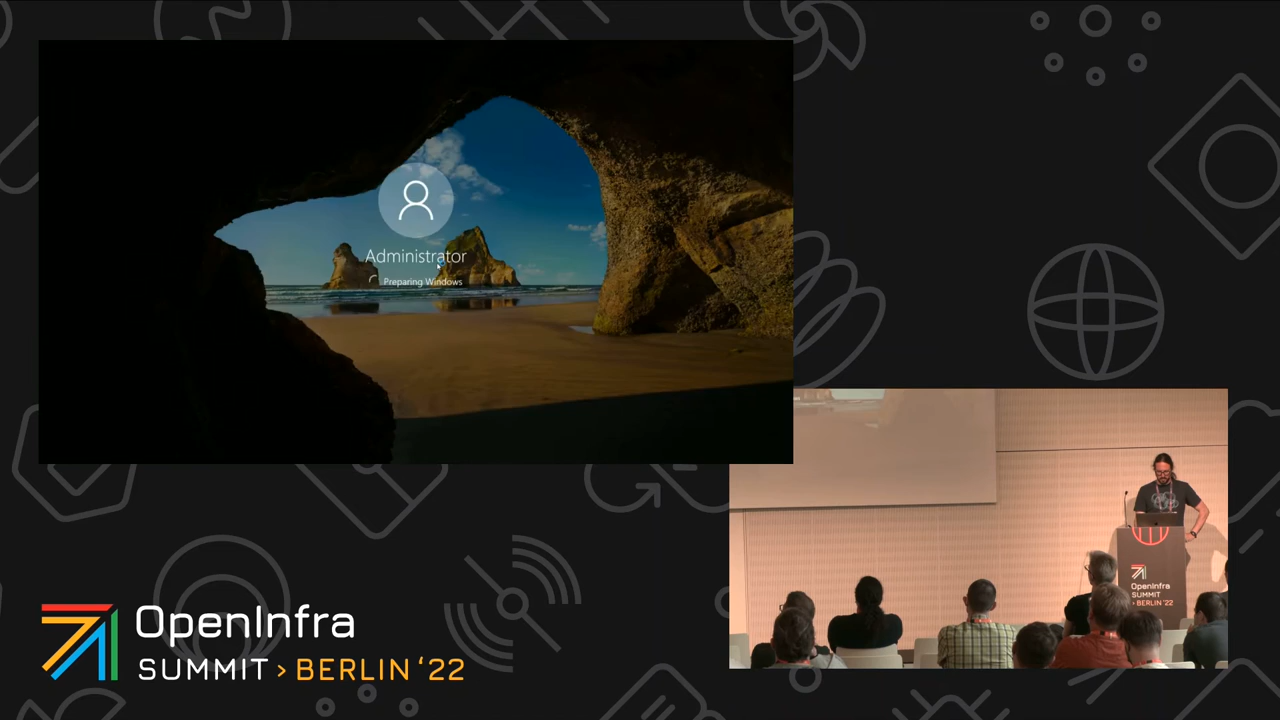 Administrator
Preparing Windows
OpenInfra
SUMMIT
> BERLIN '22
OpenInfra
SUMMIT > BERLIN ‘22